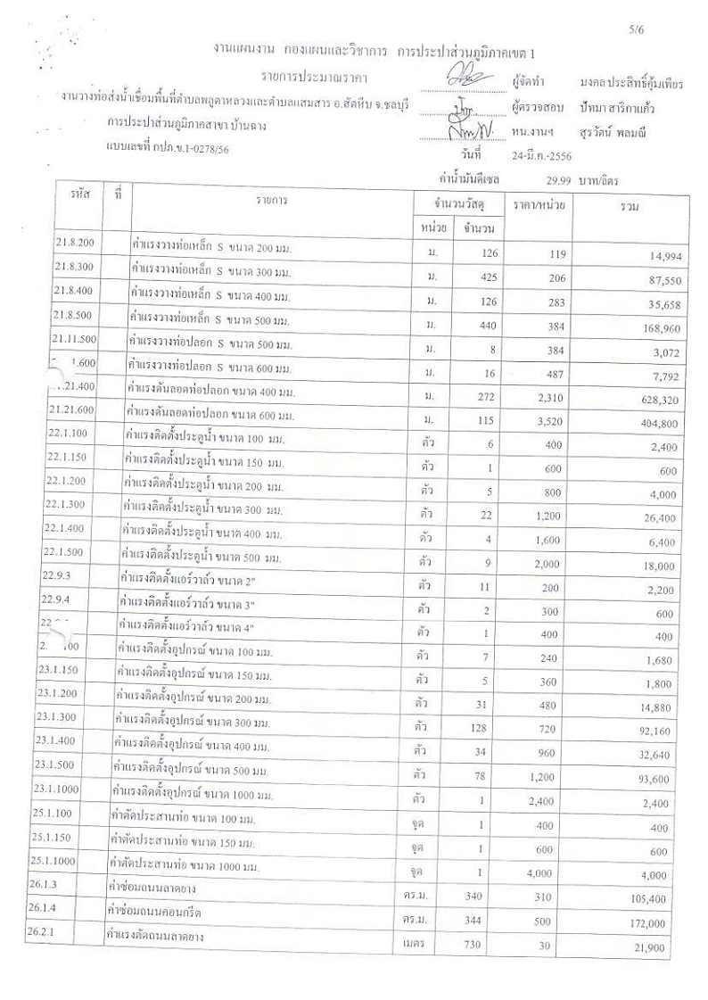 5/6
งานแผนงาน กองแผนและวิชาการ การประปาส่วนภูมิภาคเขต 1
รายการประมาณราคา ผู้จัดทำ มงคล ประสิทธิ์คุ้มเพียร
งานวางท่อส่งน้ำเชื่อมพื้นที่ตำบลพลูตาหลวงและตำบลแสมสาร อ.สัตหีบ จ.ชลบุรี ผู้ตรวจสอบ ปัทมา สาริกาแก้ว
การประปาส่วนภูมิภาคสาขา บ้านฉาง หน.งานฯ สุรวัตน์ พลมณี
แบบเลขที่ กปภ.ข.1-0278/56 วันที่ 24-มี.ค.-2556
ค่าน้ำมันดีเซล 29.99 บาท/ลิตร
รหัส ที่ รายการ จำนวนวัสดุ ราคา/หน่วย รวม
หน่วย จำนวน
21.8.200 ค่าแรงวางท่อเหล็ก S ขนาด 200 มม. ม. 126 119 14,994
21.8.300 ค่าแรงวางท่อเหล็ก S ขนาด 300 มม. ม. 425 206 87,550
21.8.400 ค่าแรงวางท่อเหล็ก S ขนาด 400 มม. ม. 126 283 35,658
21.8.500 ค่าแรงวางท่อเหล็ก S ขนาด 500 มม. ม. 440 384 168,960
21.11.500 ค่าแรงวางท่อปลอก S ขนาด 500 มม. ม. 8 384 3,072
1.600 ค่าแรงวางท่อปลอก S ขนาด 600 มม. ม. 16 487 7,792
21.400 ค่าแรงดันลอดท่อปลอก ขนาด 400 มม. ม. 272 2,310 628,320
21.21.600 ค่าแรงดันลอดท่อปลอก ขนาด 600 มม. ม. 115 3,520 404,800
22.1.100 ค่าแรงติดตั้งประตูน้ำ ขนาด 100 มม. ตัว 6 400 2,400
22.1.150 ค่าแรงติดตั้งประตูน้ำ ขนาด 150 มม. ตัว 1 600 600
22.1.200 ค่าแรงติดตั้งประตูน้ำ ขนาด 200 มม. ตัว 5 800 4,000
22.1.300 ค่าแรงติดตั้งประตูน้ำ ขนาด 300 มม. ตัว 22 1,200 26,400
22.1.400 ค่าแรงติดตั้งประตูน้ำ ขนาด 400 มม. ตัว 4 1,600 6,400
22.1.500 ค่าแรงติดตั้งประตูน้ำ ขนาด 500 มม. ตัว 9 2,000 18,000
22.9.3 ค่าแรงติดตั้งแอร์วาล์ว ขนาด 2" ตัว 11 200 2,200
22.9.4 ค่าแรงติดตั้งแอร์วาล์ว ขนาด 3" ตัว 2 300 600
22 ค่าแรงติดตั้งแอร์วาล์ว ขนาด 4" ตัว 1 400 400
2. 100 ค่าแรงติดตั้งอุปกรณ์ ขนาด 100 มม. ตัว 7 240 1,680
23.1.150 ค่าแรงติดตั้งอุปกรณ์ ขนาด 150 มม. ตัว 5 360 1,800
23.1.200 ค่าแรงติดตั้งอุปกรณ์ ขนาด 200 มม. ตัว 31 480 14,880
23.1.300 ค่าแรงติดตั้งอุปกรณ์ ขนาด 300 มม. ตัว 128 720 92,160
23.1.400 ค่าแรงติดตั้งอุปกรณ์ ขนาด 400 มม. ตัว 34 960 32,640
23.1.500 ค่าแรงติดตั้งอุปกรณ์ ขนาด 500 มม. ตัว 78 1,200 93,600
23.1.1000 ค่าแรงติดตั้งอุปกรณ์ ขนาด 1000 มม. ตัว 1 2,400 2,400
25.1.100 ค่าตัดประสานท่อ ขนาด 100 มม. จุด 1 400 400
25.1.150 ค่าตัดประสานท่อ ขนาด 150 มม. จุด 1 600 600
25.1.1000 ค่าตัดประสานท่อ ขนาด 1000 มม. จุด 1 4,000 4,000
26.1.3 ค่าซ่อมถนนลาดยาง ตร.ม. 340 310 105,400
26.1.4 ค่าซ่อมถนนคอนกรีต ตร.ม. 344 500 172,000
26.2.1 ค่าแรงตัดถนนลาดยาง เมตร 730 30 21,900